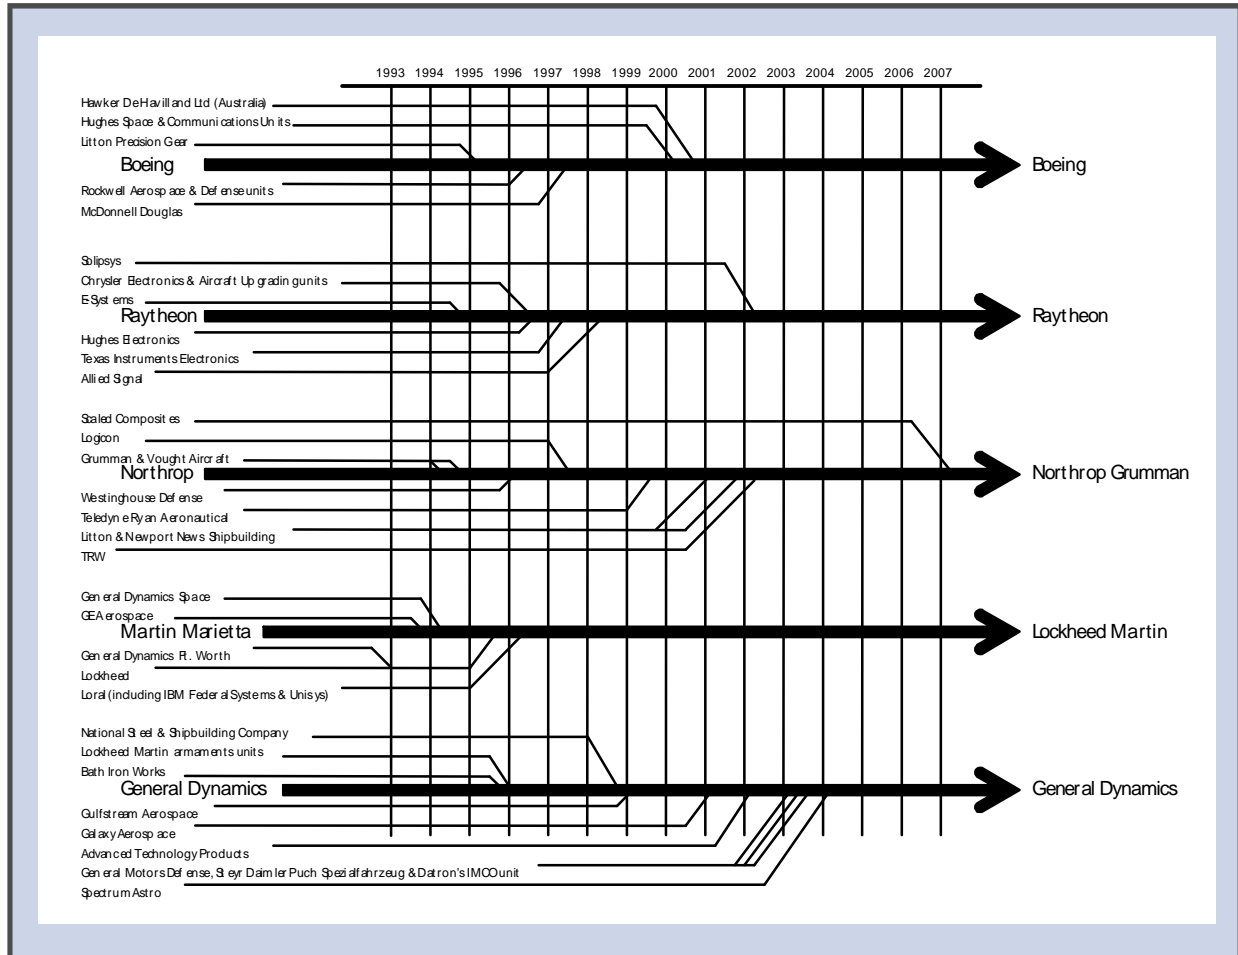 1993 1994 1995 1996 1997 1998 1999 2000 2001 2002 2003 2004 2005 2006 2007
Hawker De Havilland Ltd (Australia)
Hughes Space & Communications Units
Litton Precision Gear
Boeing Boeing
Rockwell Aerospace & Defense units
McDonnell Douglas
Solipsys
Chrysler Electronics & Aircraft Upgrading units
E-Systems
Raytheon Raytheon
Hughes Electronics
Texas Instruments Electronics
Allied Signal
Scaled Composites
Logicon
Grumman & Vought Aircraft
Northrop Northrop Grumman
Westinghouse Defense
Teledyne Ryan Aeronautical
Litton & Newport News Shipbuilding
TRW
General Dynamics Space
GE Aerospace
Martin Marietta Lockheed Martin
General Dynamics Ft. Worth
Lockheed
Loral (including IBM Federal Systems & Unisys)
National Steel & Shipbuilding Company
Lockheed Martin armaments units
Bath Iron Works
General Dynamics General Dynamics
Gulfstream Aerospace
Galaxy Aerospace
Advanced Technology Products
General Motors Defense, Steyr Daimler Puch Spezialfahrzeug & Datron's IMCO unit
Spectrum Astro